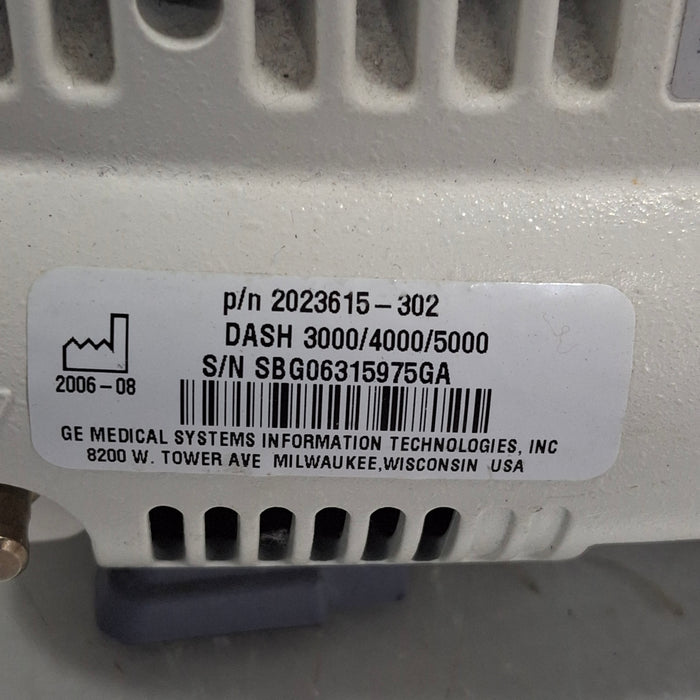 p/n 2023615-302
DASH 3000/4000/5000
S/N SBG06315975GA
2006-08
GE MEDICAL SYSTEMS INFORMATION TECHNOLOGIES, INC
8200 W. TOWER AVE MILWAUKEE,WISCONSIN USA